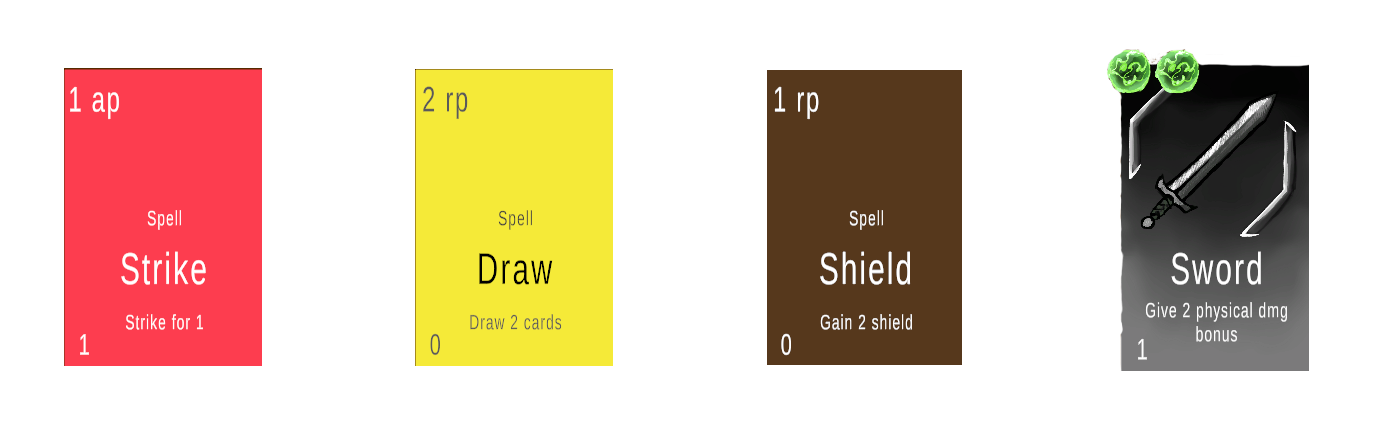 1 ap
Spell
Strike
Strike for 1
1
2 rp
Spell
Draw
Draw 2 cards
0
1 rp
Spell
Shield
Gain 2 shield
0
Sword
Give 2 physical dmg
bonus
1